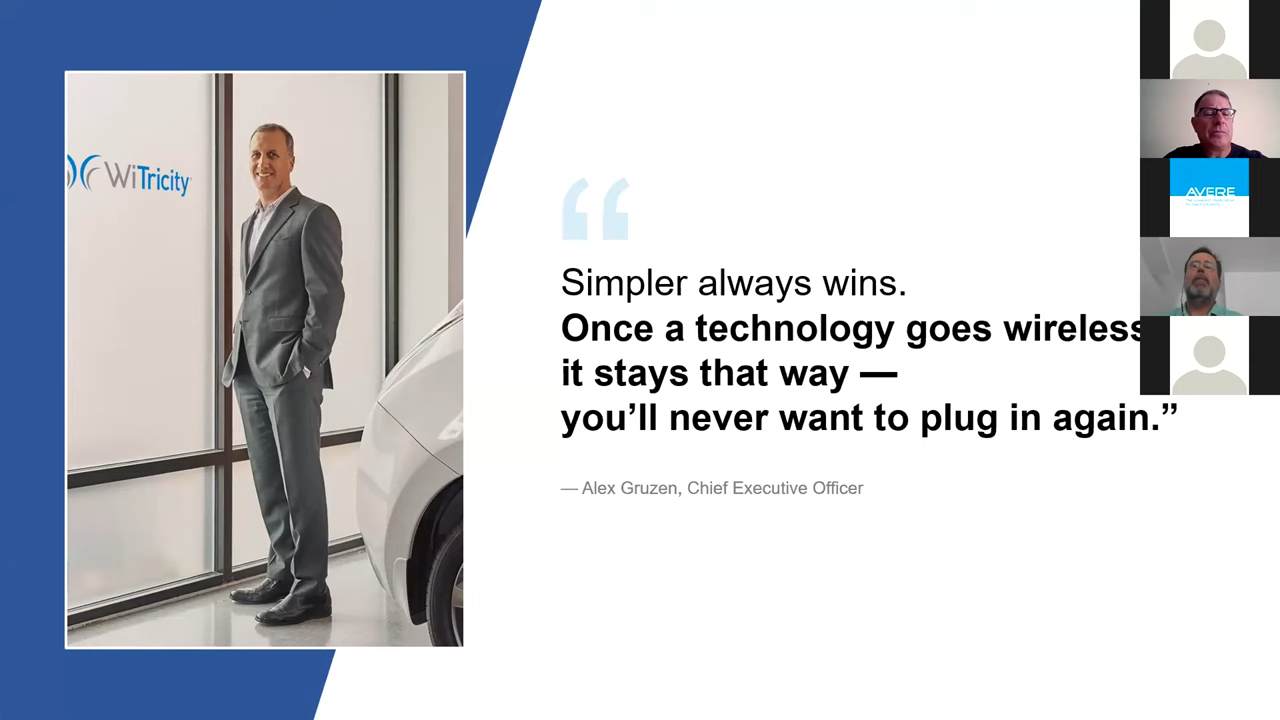 WiTricity
“
Simpler always wins.
Once a technology goes wireless
it stays that way —
you’ll never want to plug in again.”
— Alex Gruzen, Chief Executive Officer
AVERE